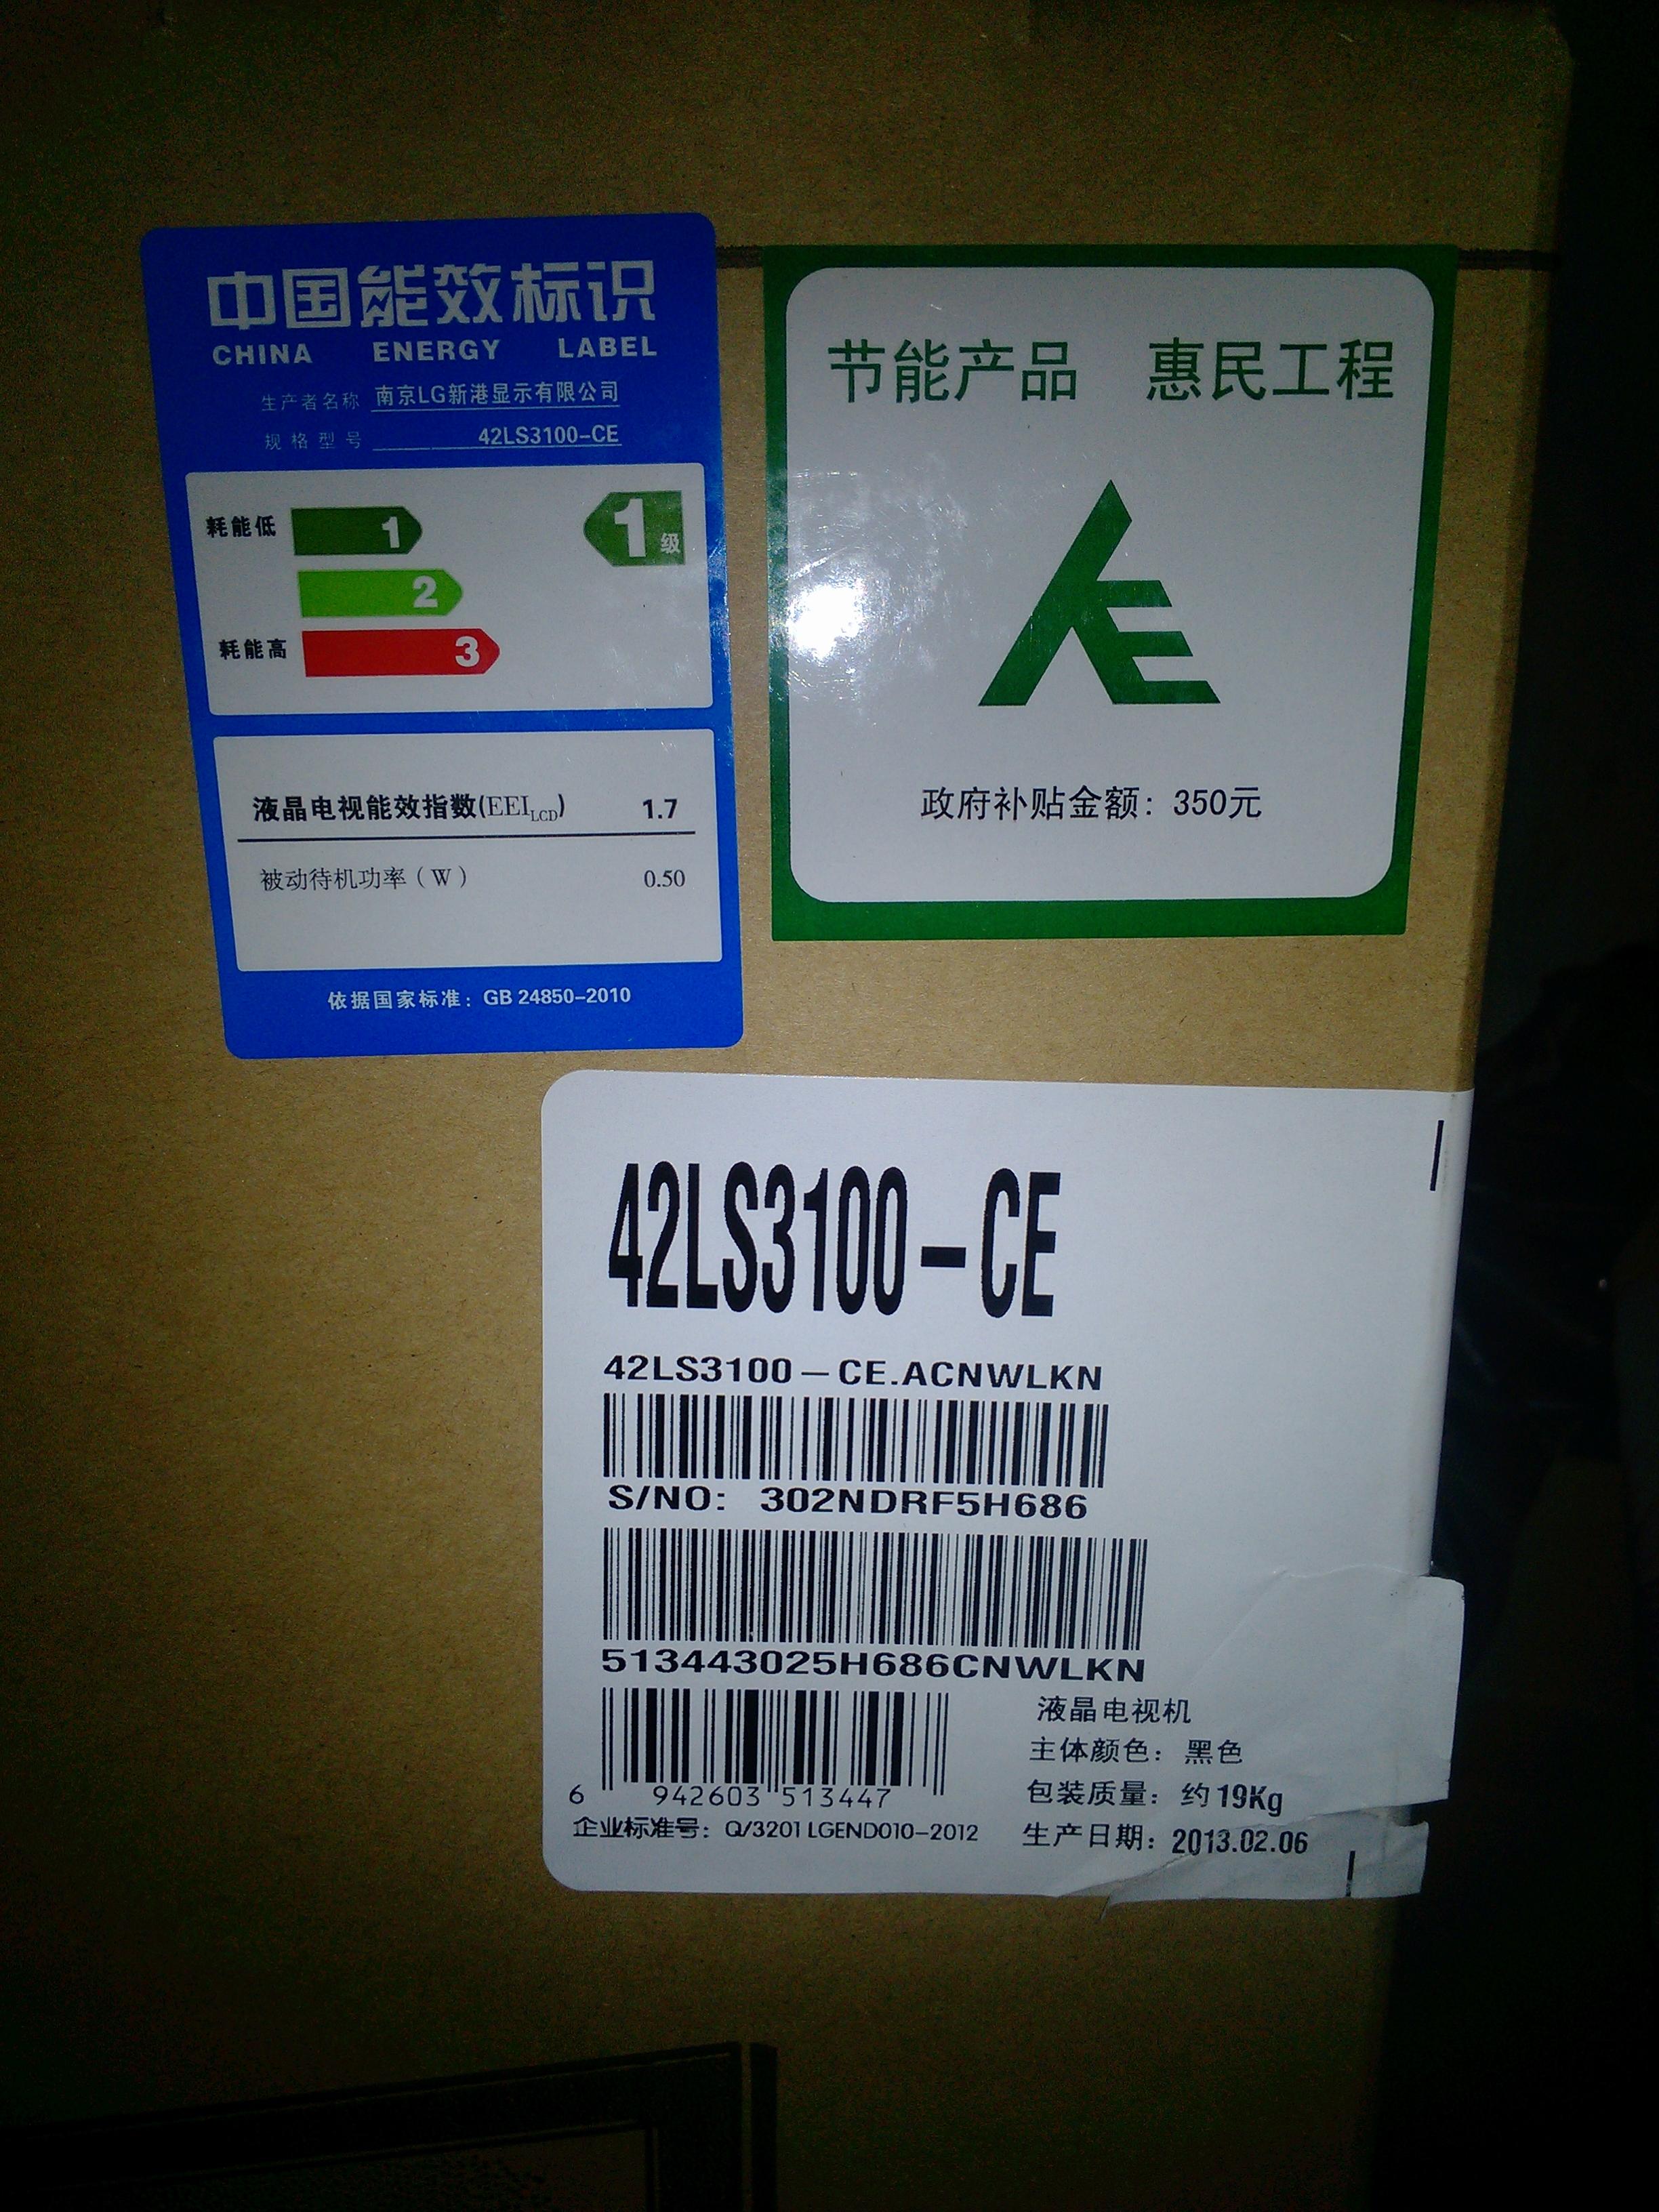 中国能效标识
CHINA ENERGY LABEL
生产者名称 南京LG新港显示有限公司
规格型号 42LS3100-CE
耗能低 1
1级
2
耗能高 3
液晶电视能效指数(EEILCD) 1.7
被动待机功率(W) 0.50
依据国家标准: GB 24850-2010
节能产品 惠民工程
政府补贴金额: 350元
42LS3100-CE
42LS3100-CE.ACNWLKN
S/NO: 302NDRF5H686
513443025H686CNWLKN
6 942603 513447
企业标准号: Q/3201 LGEND010-2012
液晶电视机
主体颜色: 黑色
包装质量: 约19Kg
生产日期: 2013.02.06